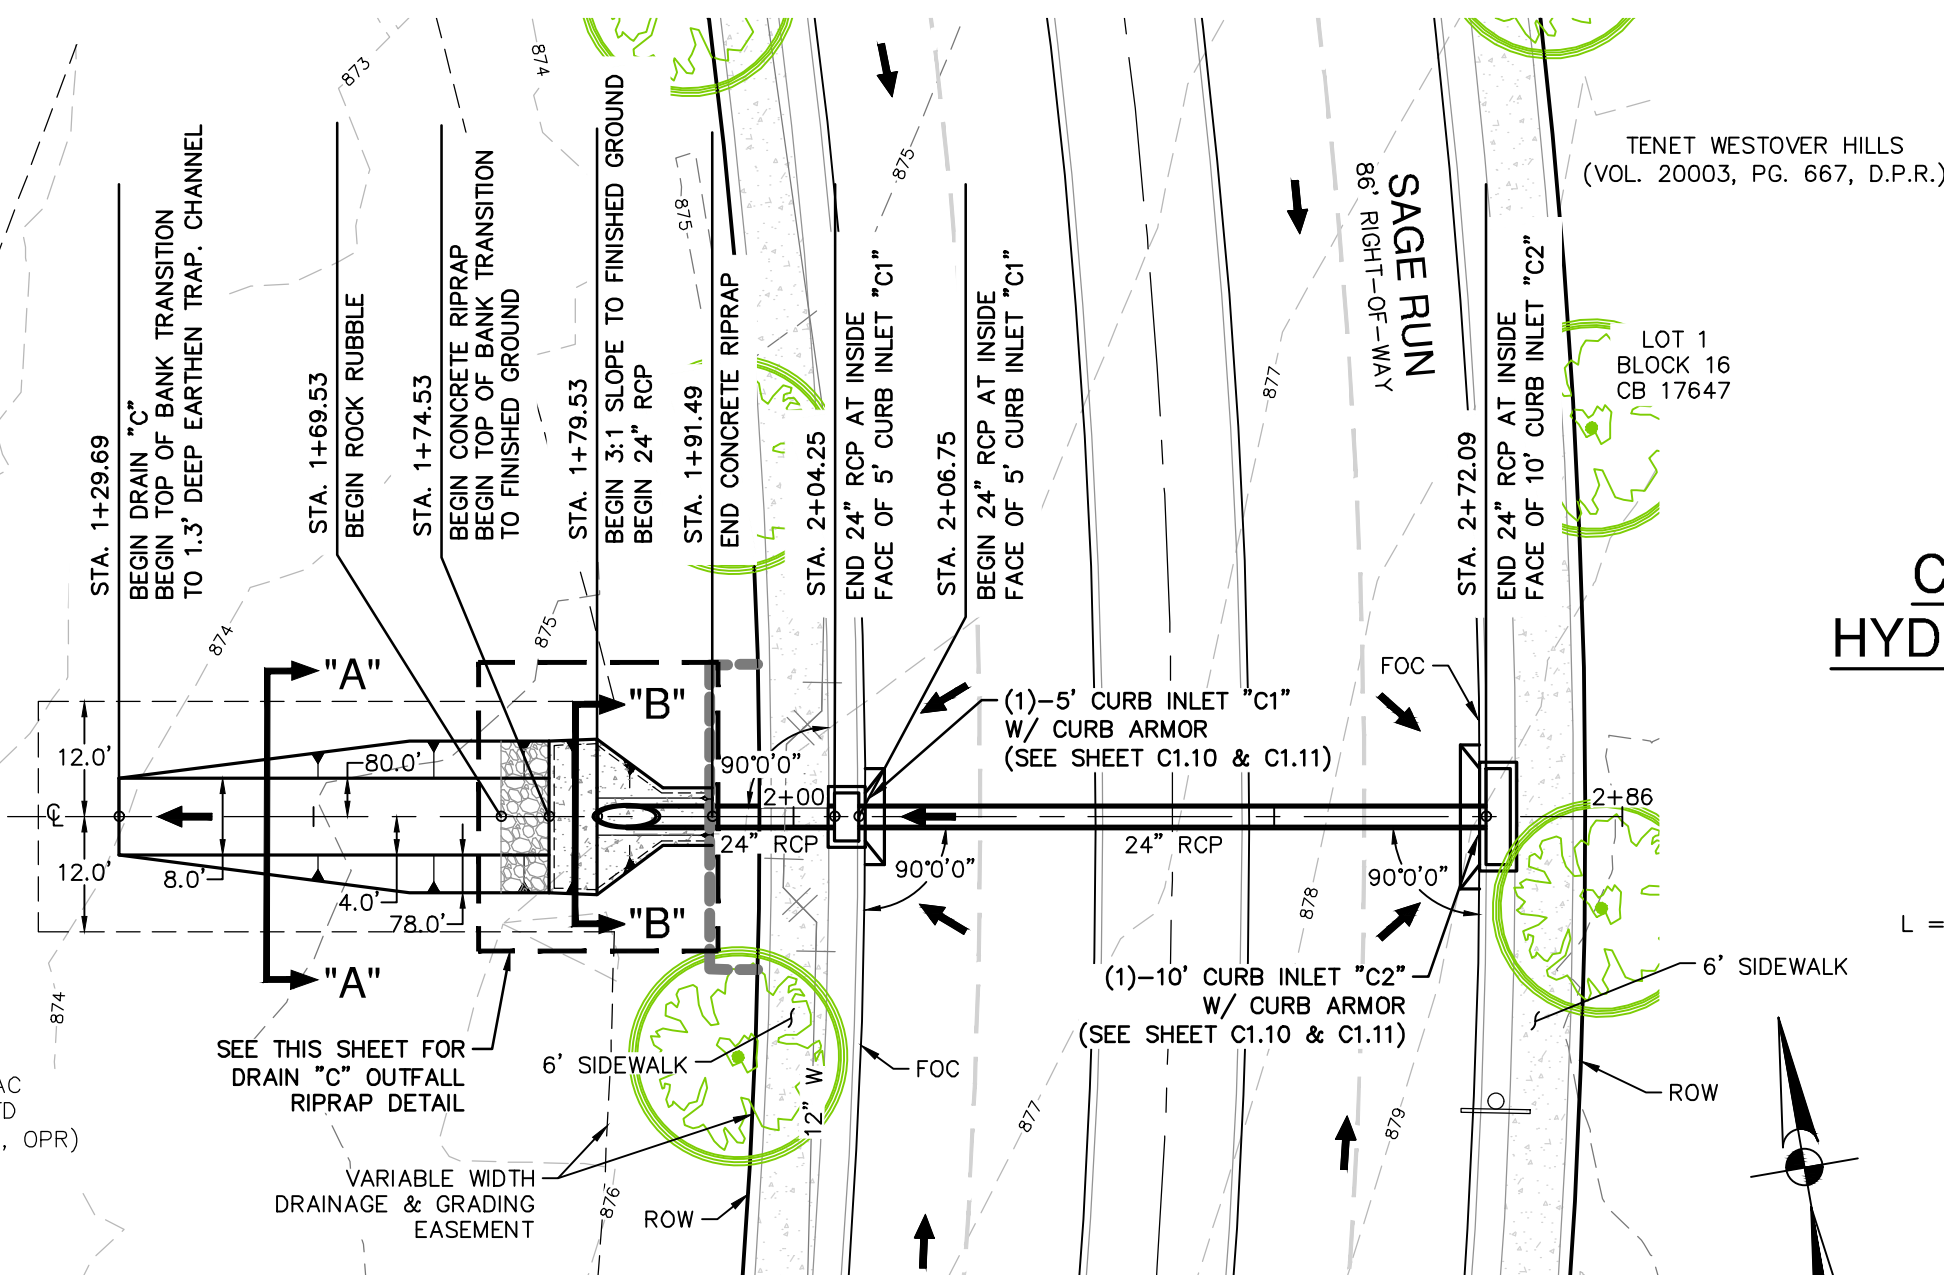 873
874
875
875
TENET WESTOVER HILLS
(VOL. 20003, PG. 667, D.P.R.)
SAGE RUN
86' RIGHT-OF-WAY
STA. 1+29.69
BEGIN DRAIN "C"
BEGIN TOP OF BANK TRANSITION
TO 1.3' DEEP EARTHEN TRAP. CHANNEL
STA. 1+69.53
BEGIN ROCK RUBBLE
STA. 1+74.53
BEGIN CONCRETE RIPRAP
BEGIN TOP OF BANK TRANSITION
TO FINISHED GROUND
STA. 1+79.53
BEGIN 3:1 SLOPE TO FINISHED GROUND
BEGIN 24" RCP
STA. 1+91.49
END CONCRETE RIPRAP
STA. 2+04.25
END 24" RCP AT INSIDE
FACE OF 5' CURB INLET "C1"
STA. 2+06.75
BEGIN 24" RCP AT INSIDE
FACE OF 5' CURB INLET "C1"
STA. 2+72.09
END 24" RCP AT INSIDE
FACE OF 10' CURB INLET "C2"
877
LOT 1
BLOCK 16
CB 17647
C
HYD
874
875
"A"
"B"
FOC
(1)-5' CURB INLET "C1"
W/ CURB ARMOR
(SEE SHEET C1.10 & C1.11)
12.0'
80.0'
90°0'0"
2+00
2+86
℄
24" RCP
24" RCP
12.0'
8.0'
4.0'
78.0'
90°0'0"
90°0'0"
878
"B"
"A"
L =
(1)-10' CURB INLET "C2"
W/ CURB ARMOR
(SEE SHEET C1.10 & C1.11)
6' SIDEWALK
874
SEE THIS SHEET FOR
DRAIN "C" OUTFALL
RIPRAP DETAIL
6' SIDEWALK
FOC
12" W
877
879
ROW
AC
TD
, OPR)
VARIABLE WIDTH
DRAINAGE & GRADING
EASEMENT
876
ROW